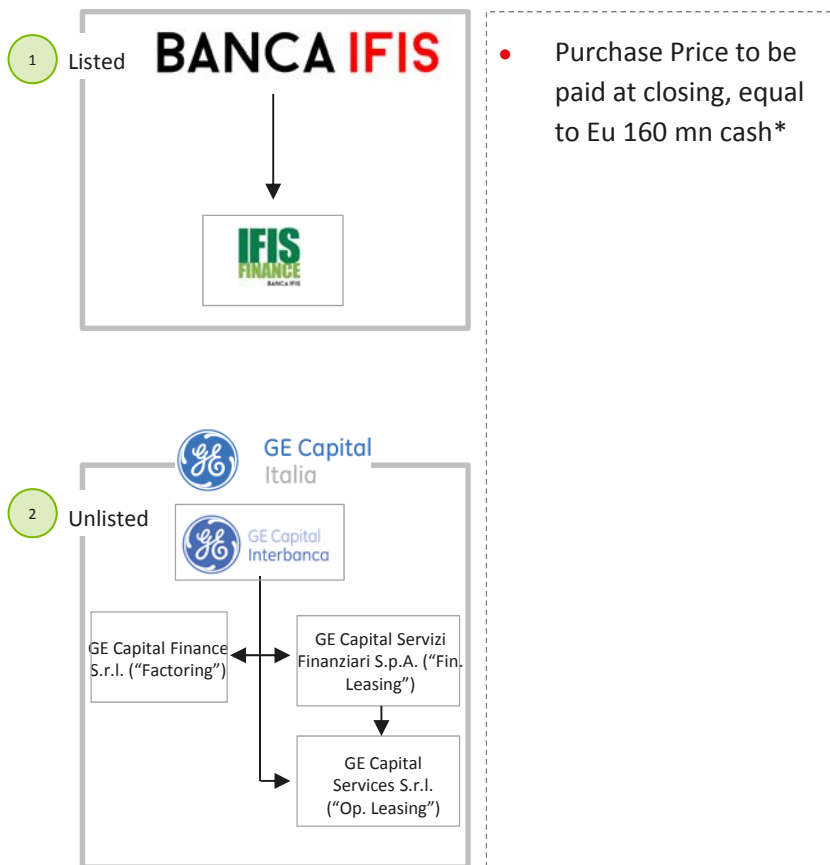 1
Listed
BANCA IFIS
IFIS
FINANCE
BANCA IFIS
• Purchase Price to be
paid at closing, equal
to Eu 160 mn cash*
GE Capital
Italia
2
Unlisted
GE Capital
Interbanca
GE Capital Finance
S.r.l. (“Factoring”)
GE Capital Servizi
Finanziari S.p.A. (“Fin.
Leasing”)
GE Capital
Services S.r.l.
(“Op. Leasing”)